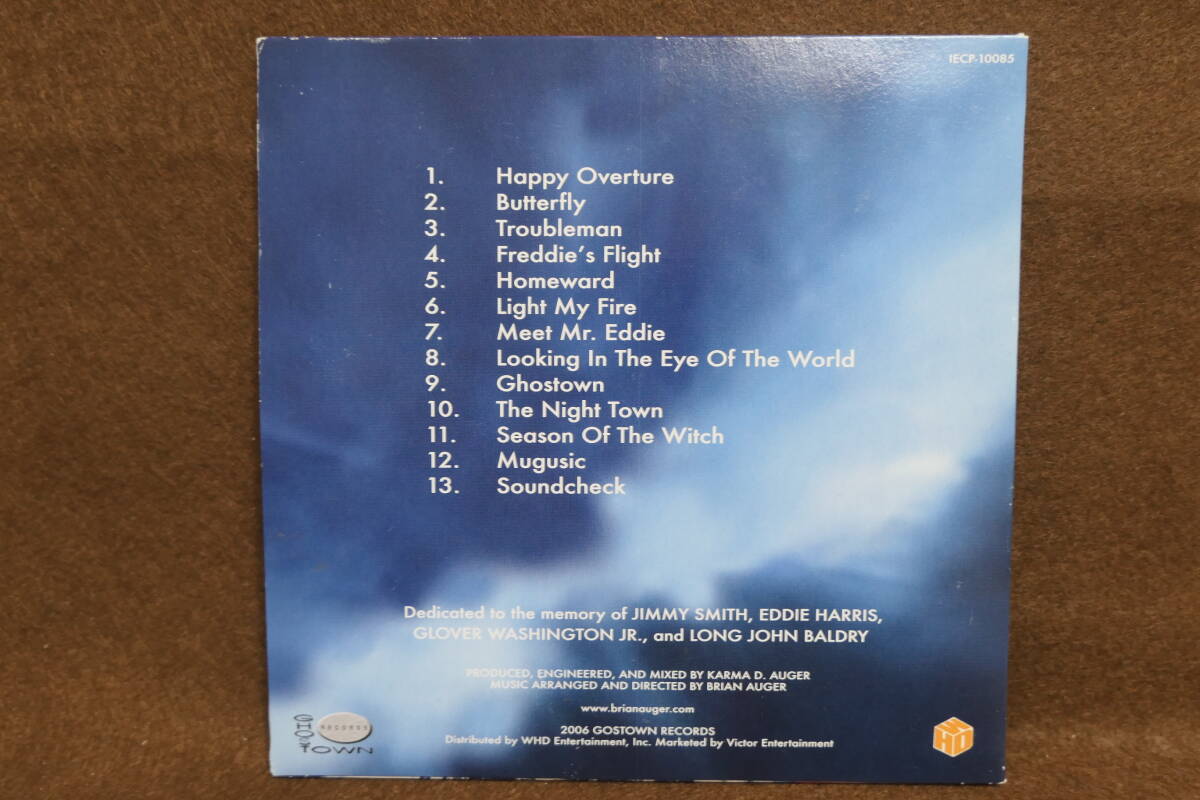 IECP-10085
1. Happy Overture
2. Butterfly
3. Troubleman
4. Freddie's Flight
5. Homeward
6. Light My Fire
7. Meet Mr. Eddie
8. Looking In The Eye Of The World
9. Ghostown
10. The Night Town
11. Season Of The Witch
12. Mugusic
13. Soundcheck
Dedicated to the memory of JIMMY SMITH, EDDIE HARRIS,
GLOVER WASHINGTON JR., and LONG JOHN BALDRY
PRODUCED, ENGINEERED, AND MIXED BY KARMA D. AUGER
MUSIC ARRANGED AND DIRECTED BY BRIAN AUGER
www.brianauger.com
2006 GOSTOWN RECORDS
Distributed by WHD Entertainment, Inc. Marketed by Victor Entertainment
GHOSTOWN
RECORDS
WHD